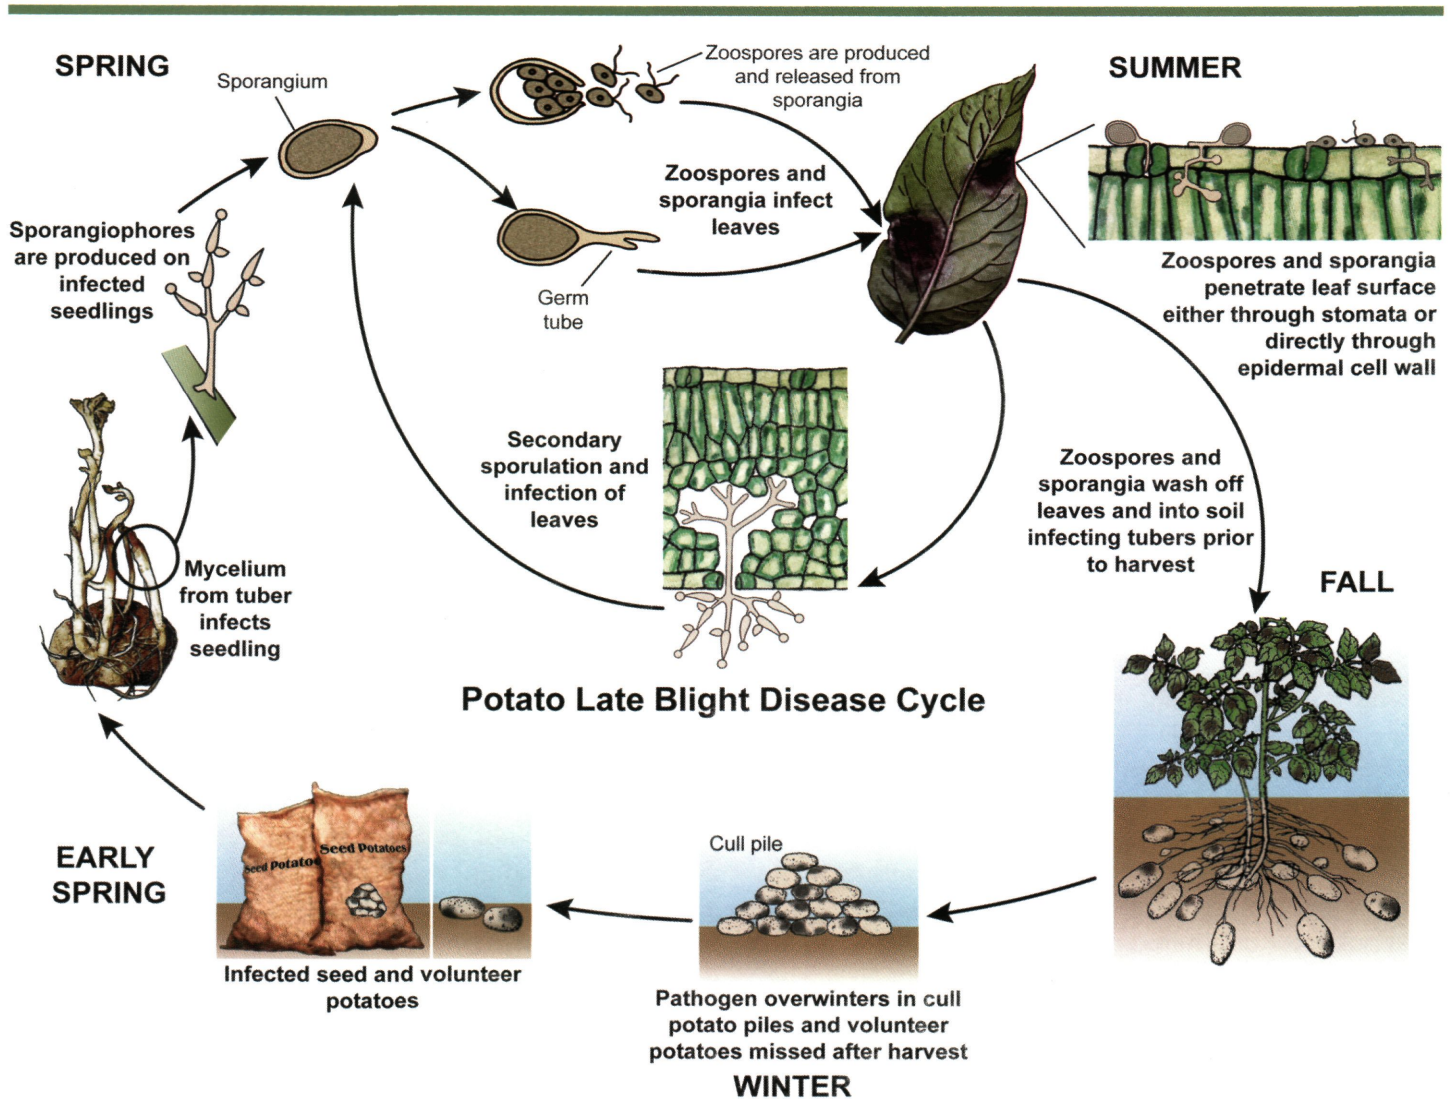 SPRING
Sporangium
Zoospores are produced
and released from
sporangia
SUMMER
Zoospores and
sporangia infect
leaves
Sporangiophores
are produced on
infected
seedlings
Germ
tube
Zoospores and sporangia
penetrate leaf surface
either through stomata or
directly through
epidermal cell wall
Secondary
sporulation and
infection of
leaves
Zoospores and
sporangia wash off
leaves and into soil
infecting tubers prior
to harvest
Mycelium
from tuber
infects
seedling
FALL
Potato Late Blight Disease Cycle
EARLY
SPRING
Seed Potatoe
Seed Potatoes
Cull pile
Infected seed and volunteer
potatoes
Pathogen overwinters in cull
potato piles and volunteer
potatoes missed after harvest
WINTER